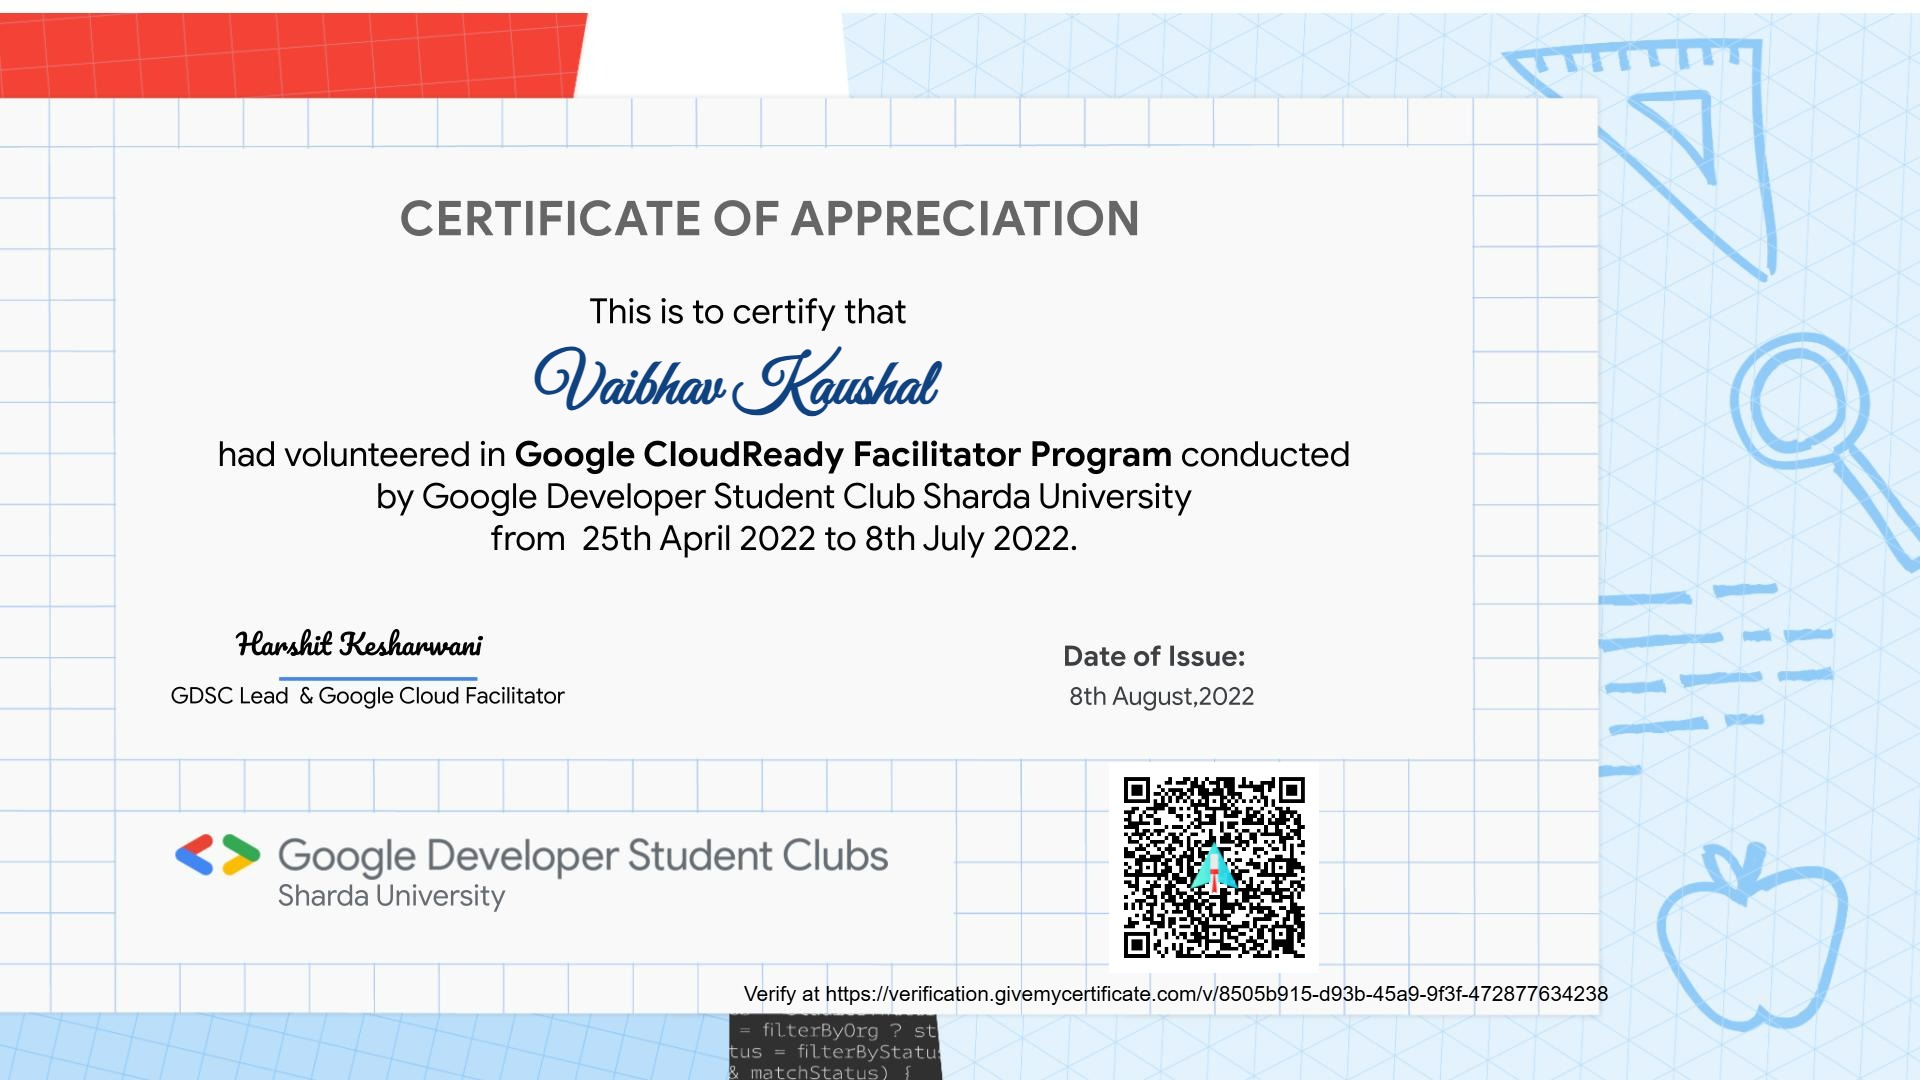 CERTIFICATE OF APPRECIATION
This is to certify that
Vaibhav Kaushal
had volunteered in Google CloudReady Facilitator Program conducted
by Google Developer Student Club Sharda University
from 25th April 2022 to 8th July 2022.
Harshit Kesharwani
GDSC Lead & Google Cloud Facilitator
Date of Issue:
8th August,2022
Google Developer Student Clubs
Sharda University
Verify at https://verification.givemycertificate.com/v/8505b915-d93b-45a9-9f3f-472877634238
= filterByOrg ? st
tus = filterByStatus
& matchStatus) {